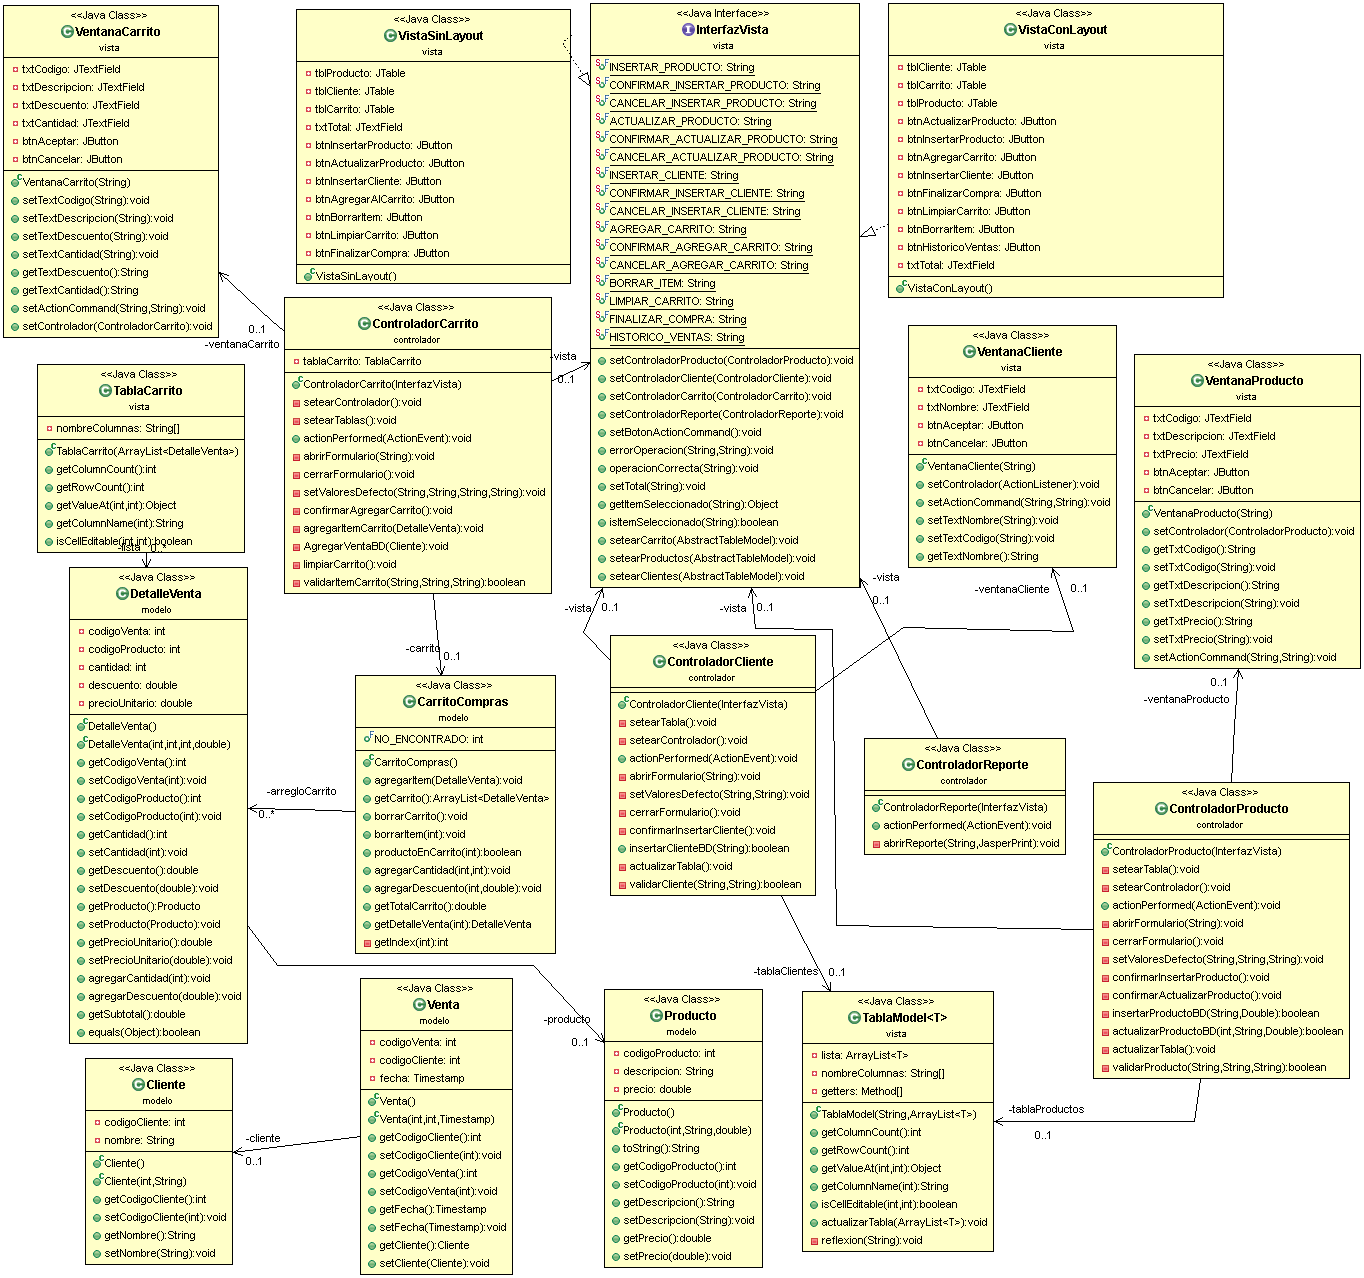 <<Java Class>>
VentanaCarrito
vista
txtCodigo: JTextField
txtDescripcion: JTextField
txtDescuento: JTextField
txtCantidad: JTextField
btnAceptar: JButton
btnCancelar: JButton
VentanaCarrito(String)
setTextCodigo(String):void
setTextDescripcion(String):void
setTextDescuento(String):void
setTextCantidad(String):void
getTextDescuento():String
getTextCantidad():String
setActionCommand(String,String):void
setControlador(ControladorCarrito):void
<<Java Class>>
VistaSinLayout
vista
tblProducto: JTable
tblCliente: JTable
tblCarrito: JTable
txtTotal: JTextField
btnInsertarProducto: JButton
btnActualizarProducto: JButton
btnInsertarCliente: JButton
btnAgregarAlCarrito: JButton
btnBorrarItem: JButton
btnLimpiarCarrito: JButton
btnFinalizarCompra: JButton
VistaSinLayout()
<<Java Interface>>
InterfazVista
vista
INSERTAR_PRODUCTO: String
CONFIRMAR_INSERTAR_PRODUCTO: String
CANCELAR_INSERTAR_PRODUCTO: String
ACTUALIZAR_PRODUCTO: String
CONFIRMAR_ACTUALIZAR_PRODUCTO: String
CANCELAR_ACTUALIZAR_PRODUCTO: String
INSERTAR_CLIENTE: String
CONFIRMAR_INSERTAR_CLIENTE: String
CANCELAR_INSERTAR_CLIENTE: String
AGREGAR_CARRITO: String
CONFIRMAR_AGREGAR_CARRITO: String
CANCELAR_AGREGAR_CARRITO: String
BORRAR_ITEM: String
LIMPIAR_CARRITO: String
FINALIZAR_COMPRA: String
HISTORICO_VENTAS: String
setControladorProducto(ControladorProducto):void
setControladorCliente(ControladorCliente):void
setControladorCarrito(ControladorCarrito):void
setControladorReporte(ControladorReporte):void
setBotonActionCommand():void
errorOperacion(String,String):void
operacionCorrecta(String):void
setTotal(String):void
getItemSeleccionado(String):Object
isItemSeleccionado(String):boolean
setearCarrito(AbstractTableModel):void
setearProductos(AbstractTableModel):void
setearClientes(AbstractTableModel):void
<<Java Class>>
VistaConLayout
vista
tblCliente: JTable
tblCarrito: JTable
tblProducto: JTable
btnActualizarProducto: JButton
btnInsertarProducto: JButton
btnAgregarCarrito: JButton
btnInsertarCliente: JButton
btnFinalizarCompra: JButton
btnLimpiarCarrito: JButton
btnBorrarItem: JButton
btnHistoricoVentas: JButton
txtTotal: JTextField
VistaConLayout()
0..1
-ventanaCarrito
<<Java Class>>
ControladorCarrito
controlador
tablaCarrito: TablaCarrito
ControladorCarrito(InterfazVista)
setearControlador():void
setearTablas():void
actionPerformed(ActionEvent):void
abrirFormulario(String):void
cerrarFormulario():void
setValoresDefecto(String,String,String,String):void
confirmarAgregarCarrito():void
agregarItemCarrito(DetalleVenta):void
AgregarVentaBD(Cliente):void
limpiarCarrito():void
validarItemCarrito(String,String,String):boolean
-vista
0..1
<<Java Class>>
VentanaCliente
vista
txtCodigo: JTextField
txtNombre: JTextField
btnAceptar: JButton
btnCancelar: JButton
VentanaCliente(String)
setControlador(ActionListener):void
setActionCommand(String,String):void
setTextNombre(String):void
setTextCodigo(String):void
getTextNombre():String
<<Java Class>>
VentanaProducto
vista
txtCodigo: JTextField
txtDescripcion: JTextField
txtPrecio: JTextField
btnAceptar: JButton
btnCancelar: JButton
VentanaProducto(String)
setControlador(ControladorProducto):void
getTxtCodigo():String
setTxtCodigo(String):void
getTxtDescripcion():String
setTxtDescripcion(String):void
getTxtPrecio():String
setTxtPrecio(String):void
setActionCommand(String,String):void
<<Java Class>>
TablaCarrito
vista
nombreColumnas: String[]
TablaCarrito(ArrayList<DetalleVenta>)
getColumnCount():int
getRowCount():int
getValueAt(int,int):Object
getColumnName(int):String
isCellEditable(int,int):boolean
-lista
0..*
<<Java Class>>
DetalleVenta
modelo
codigoVenta: int
codigoProducto: int
cantidad: int
descuento: double
precioUnitario: double
DetalleVenta()
DetalleVenta(int,int,int,double)
getCodigoVenta():int
setCodigoVenta(int):void
getCodigoProducto():int
setCodigoProducto(int):void
getCantidad():int
setCantidad(int):void
getDescuento():double
setDescuento(double):void
getProducto():Producto
setProducto(Producto):void
getPrecioUnitario():double
setPrecioUnitario(double):void
agregarCantidad(int):void
agregarDescuento(double):void
getSubtotal():double
equals(Object):boolean
-carrito
0..1
<<Java Class>>
CarritoCompras
modelo
NO_ENCONTRADO: int
CarritoCompras()
agregarItem(DetalleVenta):void
getCarrito():ArrayList<DetalleVenta>
borrarCarrito():void
borrarItem(int):void
productoEnCarrito(int):boolean
agregarCantidad(int,int):void
agregarDescuento(int,double):void
getTotalCarrito():double
getDetalleVenta(int):DetalleVenta
getIndex(int):int
-arregloCarrito
0..*
-vista
0..1
-vista
0..1
-vista
0..1
-ventanaCliente
0..1
<<Java Class>>
ControladorCliente
controlador
ControladorCliente(InterfazVista)
setearTabla():void
setearControlador():void
actionPerformed(ActionEvent):void
abrirFormulario(String):void
setValoresDefecto(String,String):void
cerrarFormulario():void
confirmarInsertarCliente():void
insertarClienteBD(String):boolean
actualizarTabla():void
validarCliente(String,String):boolean
<<Java Class>>
ControladorReporte
controlador
ControladorReporte(InterfazVista)
actionPerformed(ActionEvent):void
abrirReporte(String,JasperPrint):void
0..1
-ventanaProducto
<<Java Class>>
ControladorProducto
controlador
ControladorProducto(InterfazVista)
setearTabla():void
setearControlador():void
actionPerformed(ActionEvent):void
abrirFormulario(String):void
cerrarFormulario():void
setValoresDefecto(String,String,String):void
confirmarInsertarProducto():void
confirmarActualizarProducto():void
insertarProductoBD(String,Double):boolean
actualizarProductoBD(int,String,Double):boolean
actualizarTabla():void
validarProducto(String,String,String):boolean
-tablaClientes
0..1
<<Java Class>>
TablaModel<T>
vista
lista: ArrayList<T>
nombreColumnas: String[]
getters: Method[]
TablaModel(String,ArrayList<T>)
getColumnCount():int
getRowCount():int
getValueAt(int,int):Object
getColumnName(int):String
isCellEditable(int,int):boolean
actualizarTabla(ArrayList<T>):void
reflexion(String):void
-tablaProductos
0..1
-producto
0..1
<<Java Class>>
Producto
modelo
codigoProducto: int
descripcion: String
precio: double
Producto()
Producto(int,String,double)
toString():String
getCodigoProducto():int
setCodigoProducto(int):void
getDescripcion():String
setDescripcion(String):void
getPrecio():double
setPrecio(double):void
<<Java Class>>
Venta
modelo
codigoVenta: int
codigoCliente: int
fecha: Timestamp
Venta()
Venta(int,int,Timestamp)
getCodigoCliente():int
setCodigoCliente(int):void
getCodigoVenta():int
setCodigoVenta(int):void
getFecha():Timestamp
setFecha(Timestamp):void
getCliente():Cliente
setCliente(Cliente):void
-cliente
0..1
<<Java Class>>
Cliente
modelo
codigoCliente: int
nombre: String
Cliente()
Cliente(int,String)
getCodigoCliente():int
setCodigoCliente(int):void
getNombre():String
setNombre(String):void